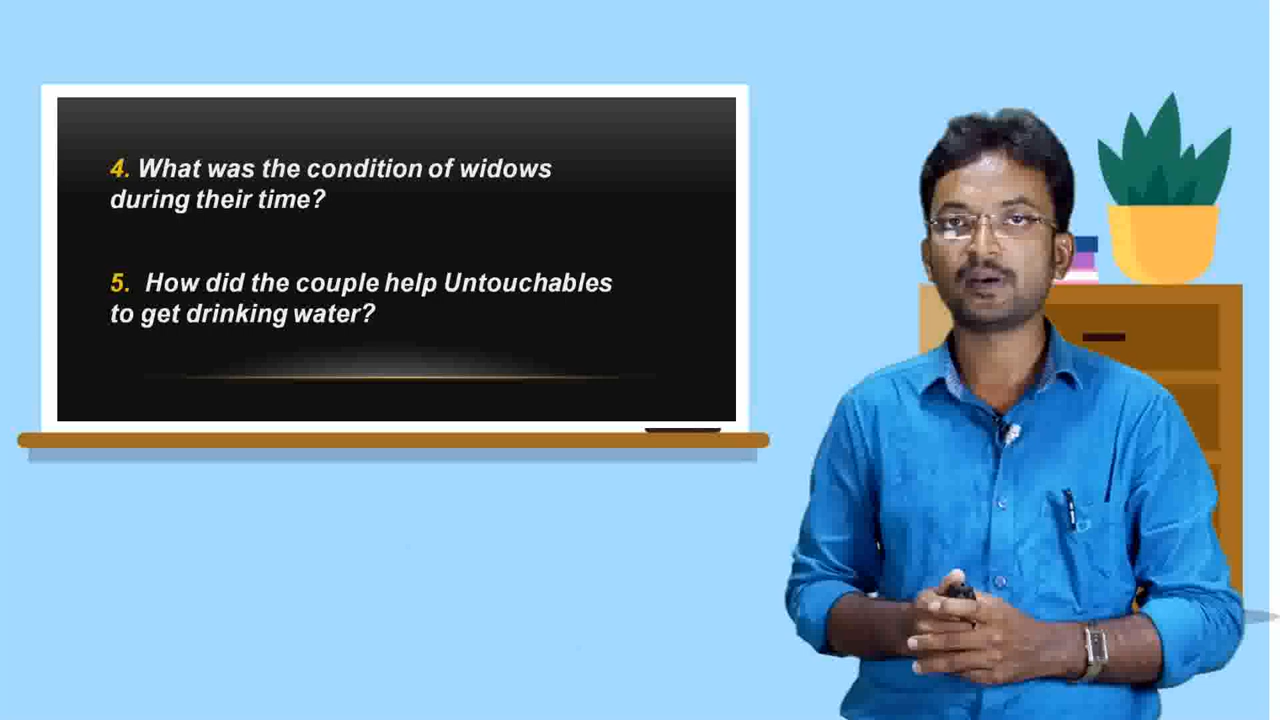 4. What was the condition of widows
during their time?
5. How did the couple help Untouchables
to get drinking water?